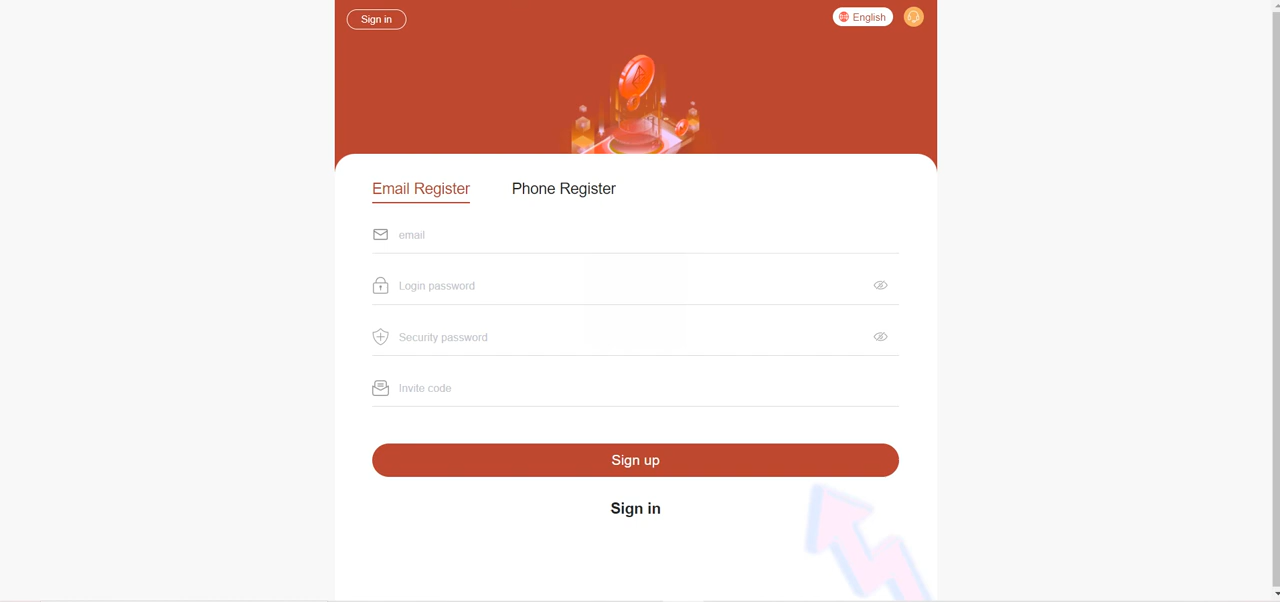 Sign in
English
Email Register
Phone Register
email
Login password
Security password
Invite code
Sign up
Sign in